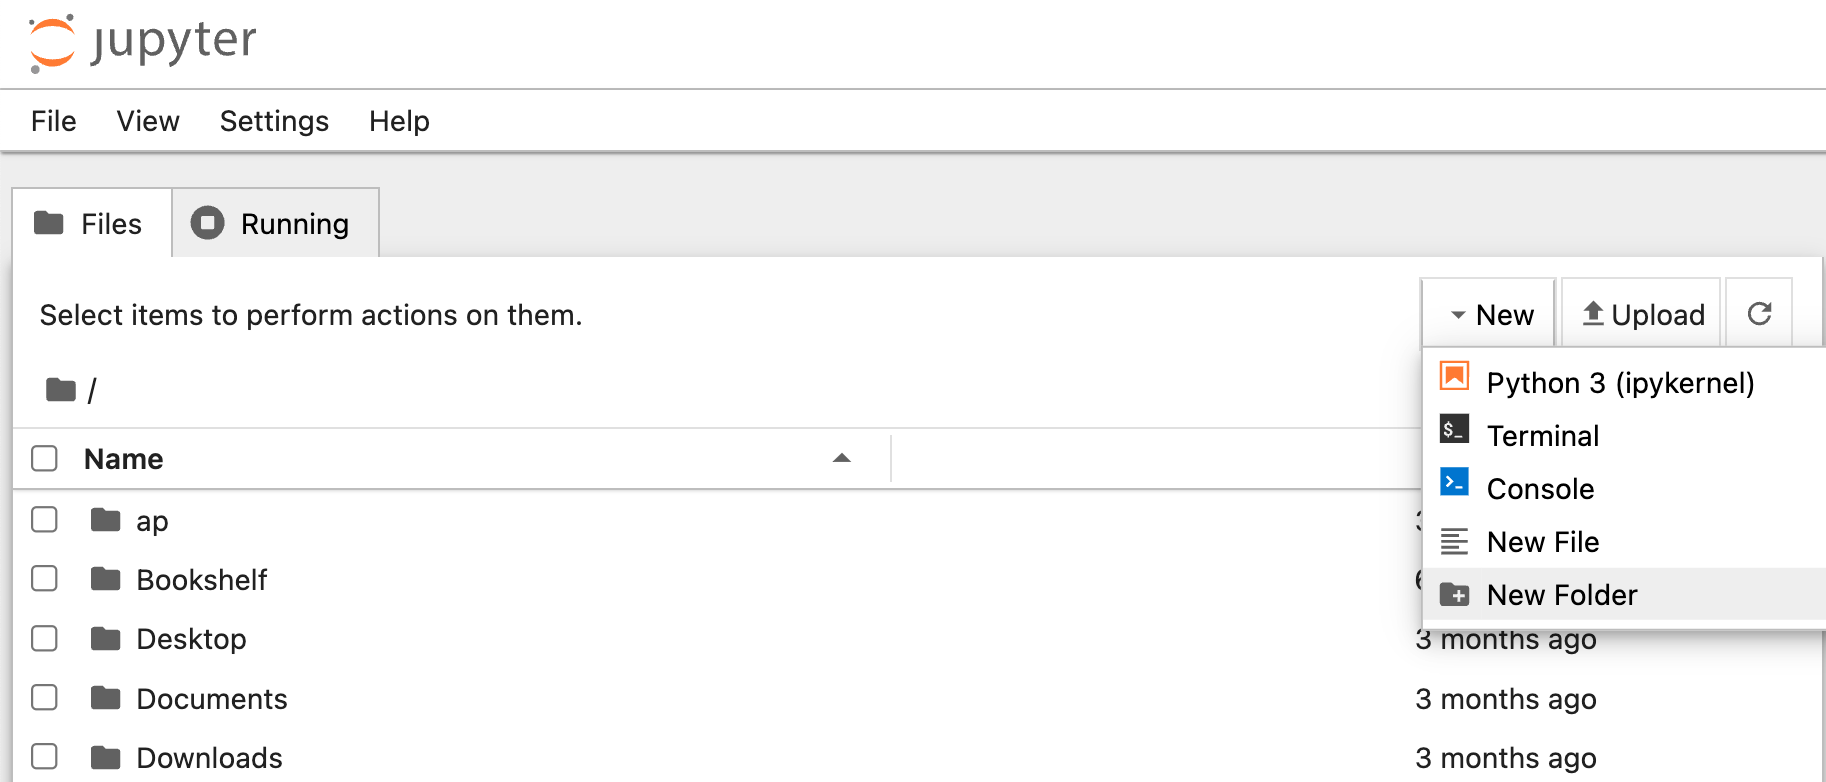 jupyter
File View Settings Help
Files Running
Select items to perform actions on them.
New Upload
/
Python 3 (ipykernel)
Terminal
Console
New File
New Folder
Name
ap
Bookshelf
Desktop 3 months ago
Documents 3 months ago
Downloads 3 months ago